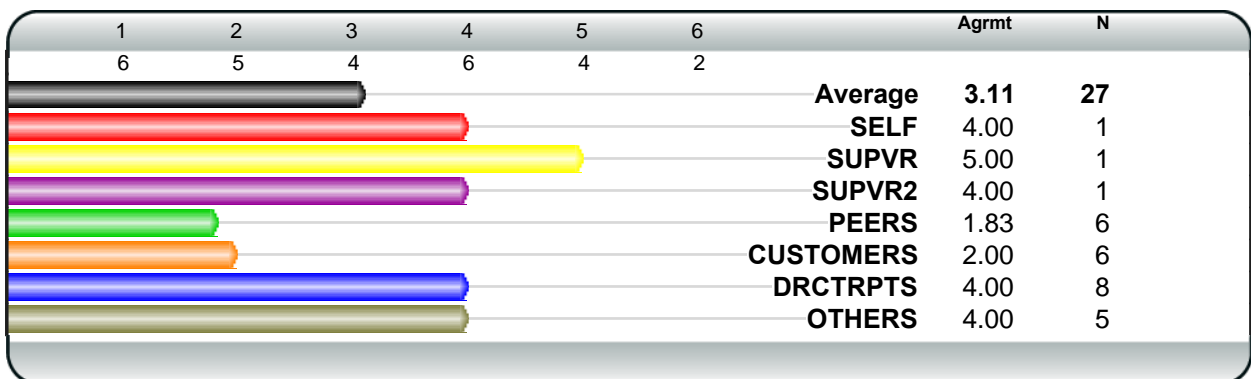 1 2 3 4 5 6 Agrmt N
6 5 4 6 4 2
Average 3.11 27
SELF 4.00 1
SUPVR 5.00 1
SUPVR2 4.00 1
PEERS 1.83 6
CUSTOMERS 2.00 6
DRCTRPTS 4.00 8
OTHERS 4.00 5